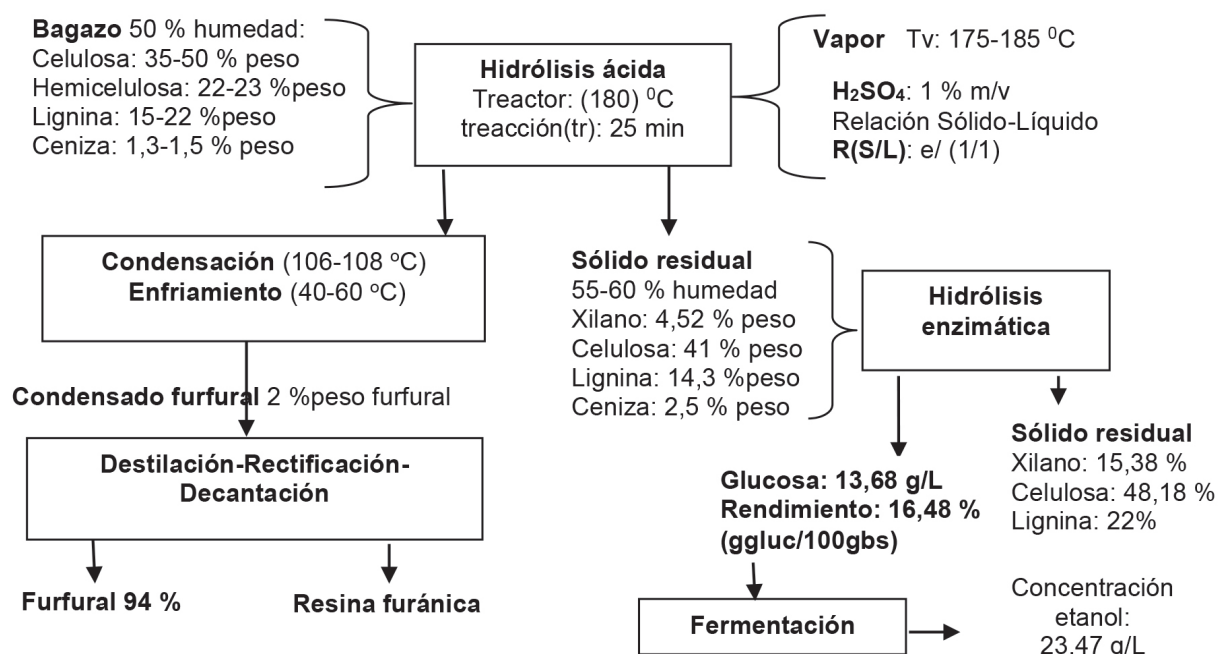 Bagazo 50 % humedad:
Celulosa: 35-50 % peso
Hemicelulosa: 22-23 %peso
Lignina: 15-22 %peso
Ceniza: 1,3-1,5 % peso
Hidrólisis ácida
Treactor: (180) ⁰C
treacción(tr): 25 min
Vapor Tv: 175-185 ⁰C
H₂SO₄: 1 % m/v
Relación Sólido-Líquido
R(S/L): e/ (1/1)
Condensación (106-108 ºC)
Enfriamiento (40-60 ºC)
Condensado furfural 2 %peso furfural
Destilación-Rectificación-
Decantación
Furfural 94 %
Resina furánica
Sólido residual
55-60 % humedad
Xilano: 4,52 % peso
Celulosa: 41 % peso
Lignina: 14,3 %peso
Ceniza: 2,5 % peso
Hidrólisis
enzimática
Glucosa: 13,68 g/L
Rendimiento: 16,48 %
(ggluc/100gbs)
Sólido residual
Xilano: 15,38 %
Celulosa: 48,18 %
Lignina: 22%
Fermentación
Concentración
etanol:
23,47 g/L